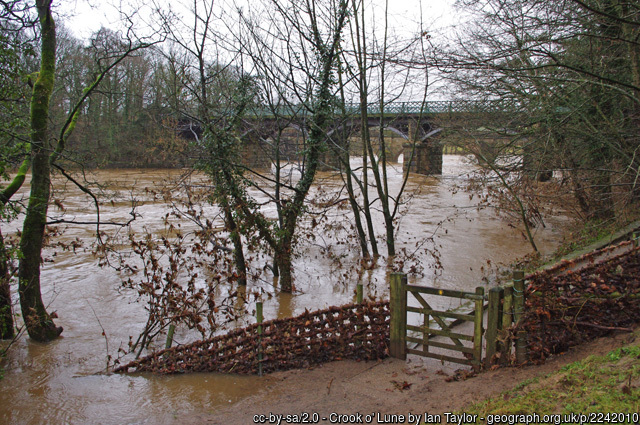 cc-by-sa/2.0 - Crook o' Lune by Ian Taylor - geograph.org.uk/p/2242010